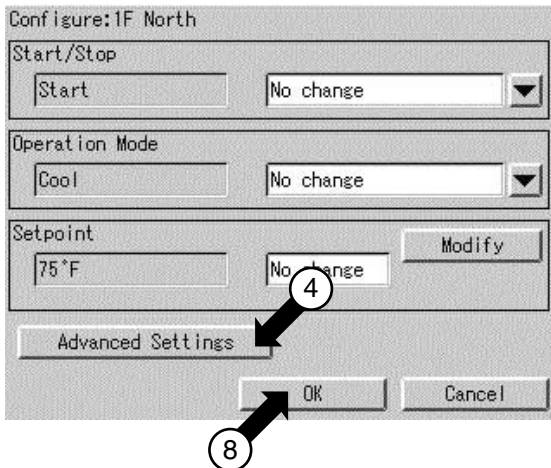 Configure:1F North
Start/Stop
Start No change
Operation Mode
Cool No change
Setpoint
Modify
75°F No change
4
Advanced Settings
OK Cancel
8